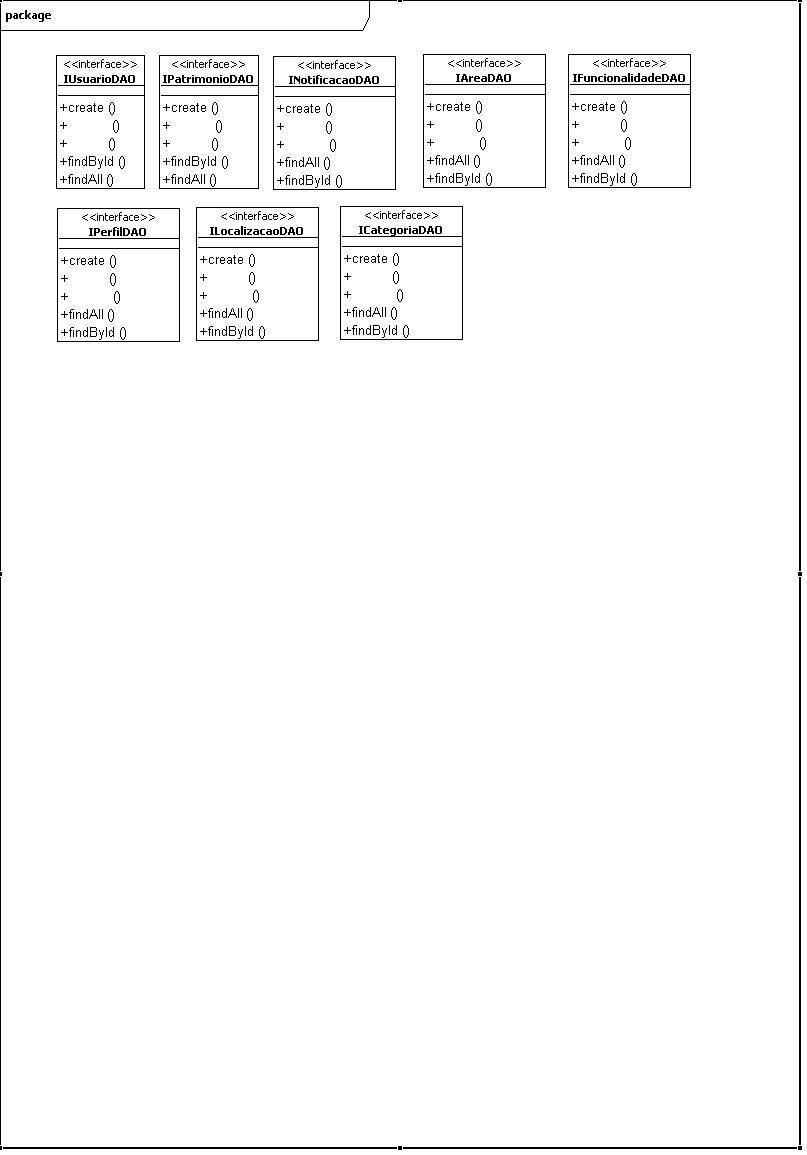 package
<<interface>>
IUsuarioDAO
+create ()
+ ()
+ ()
+findById ()
+findAll ()
<<interface>>
IPatrimonioDAO
+create ()
+ ()
+ ()
+findById ()
+findAll ()
<<interface>>
INotificacaoDAO
+create ()
+ ()
+ ()
+findAll ()
+findById ()
<<interface>>
IAreaDAO
+create ()
+ ()
+ ()
+findAll ()
+findById ()
<<interface>>
IFuncionalidadeDAO
+create ()
+ ()
+ ()
+findAll ()
+findById ()
<<interface>>
IPerfilDAO
+create ()
+ ()
+ ()
+findAll ()
+findById ()
<<interface>>
ILocalizacaoDAO
+create ()
+ ()
+ ()
+findAll ()
+findById ()
<<interface>>
ICategoriaDAO
+create ()
+ ()
+ ()
+findAll ()
+findById ()